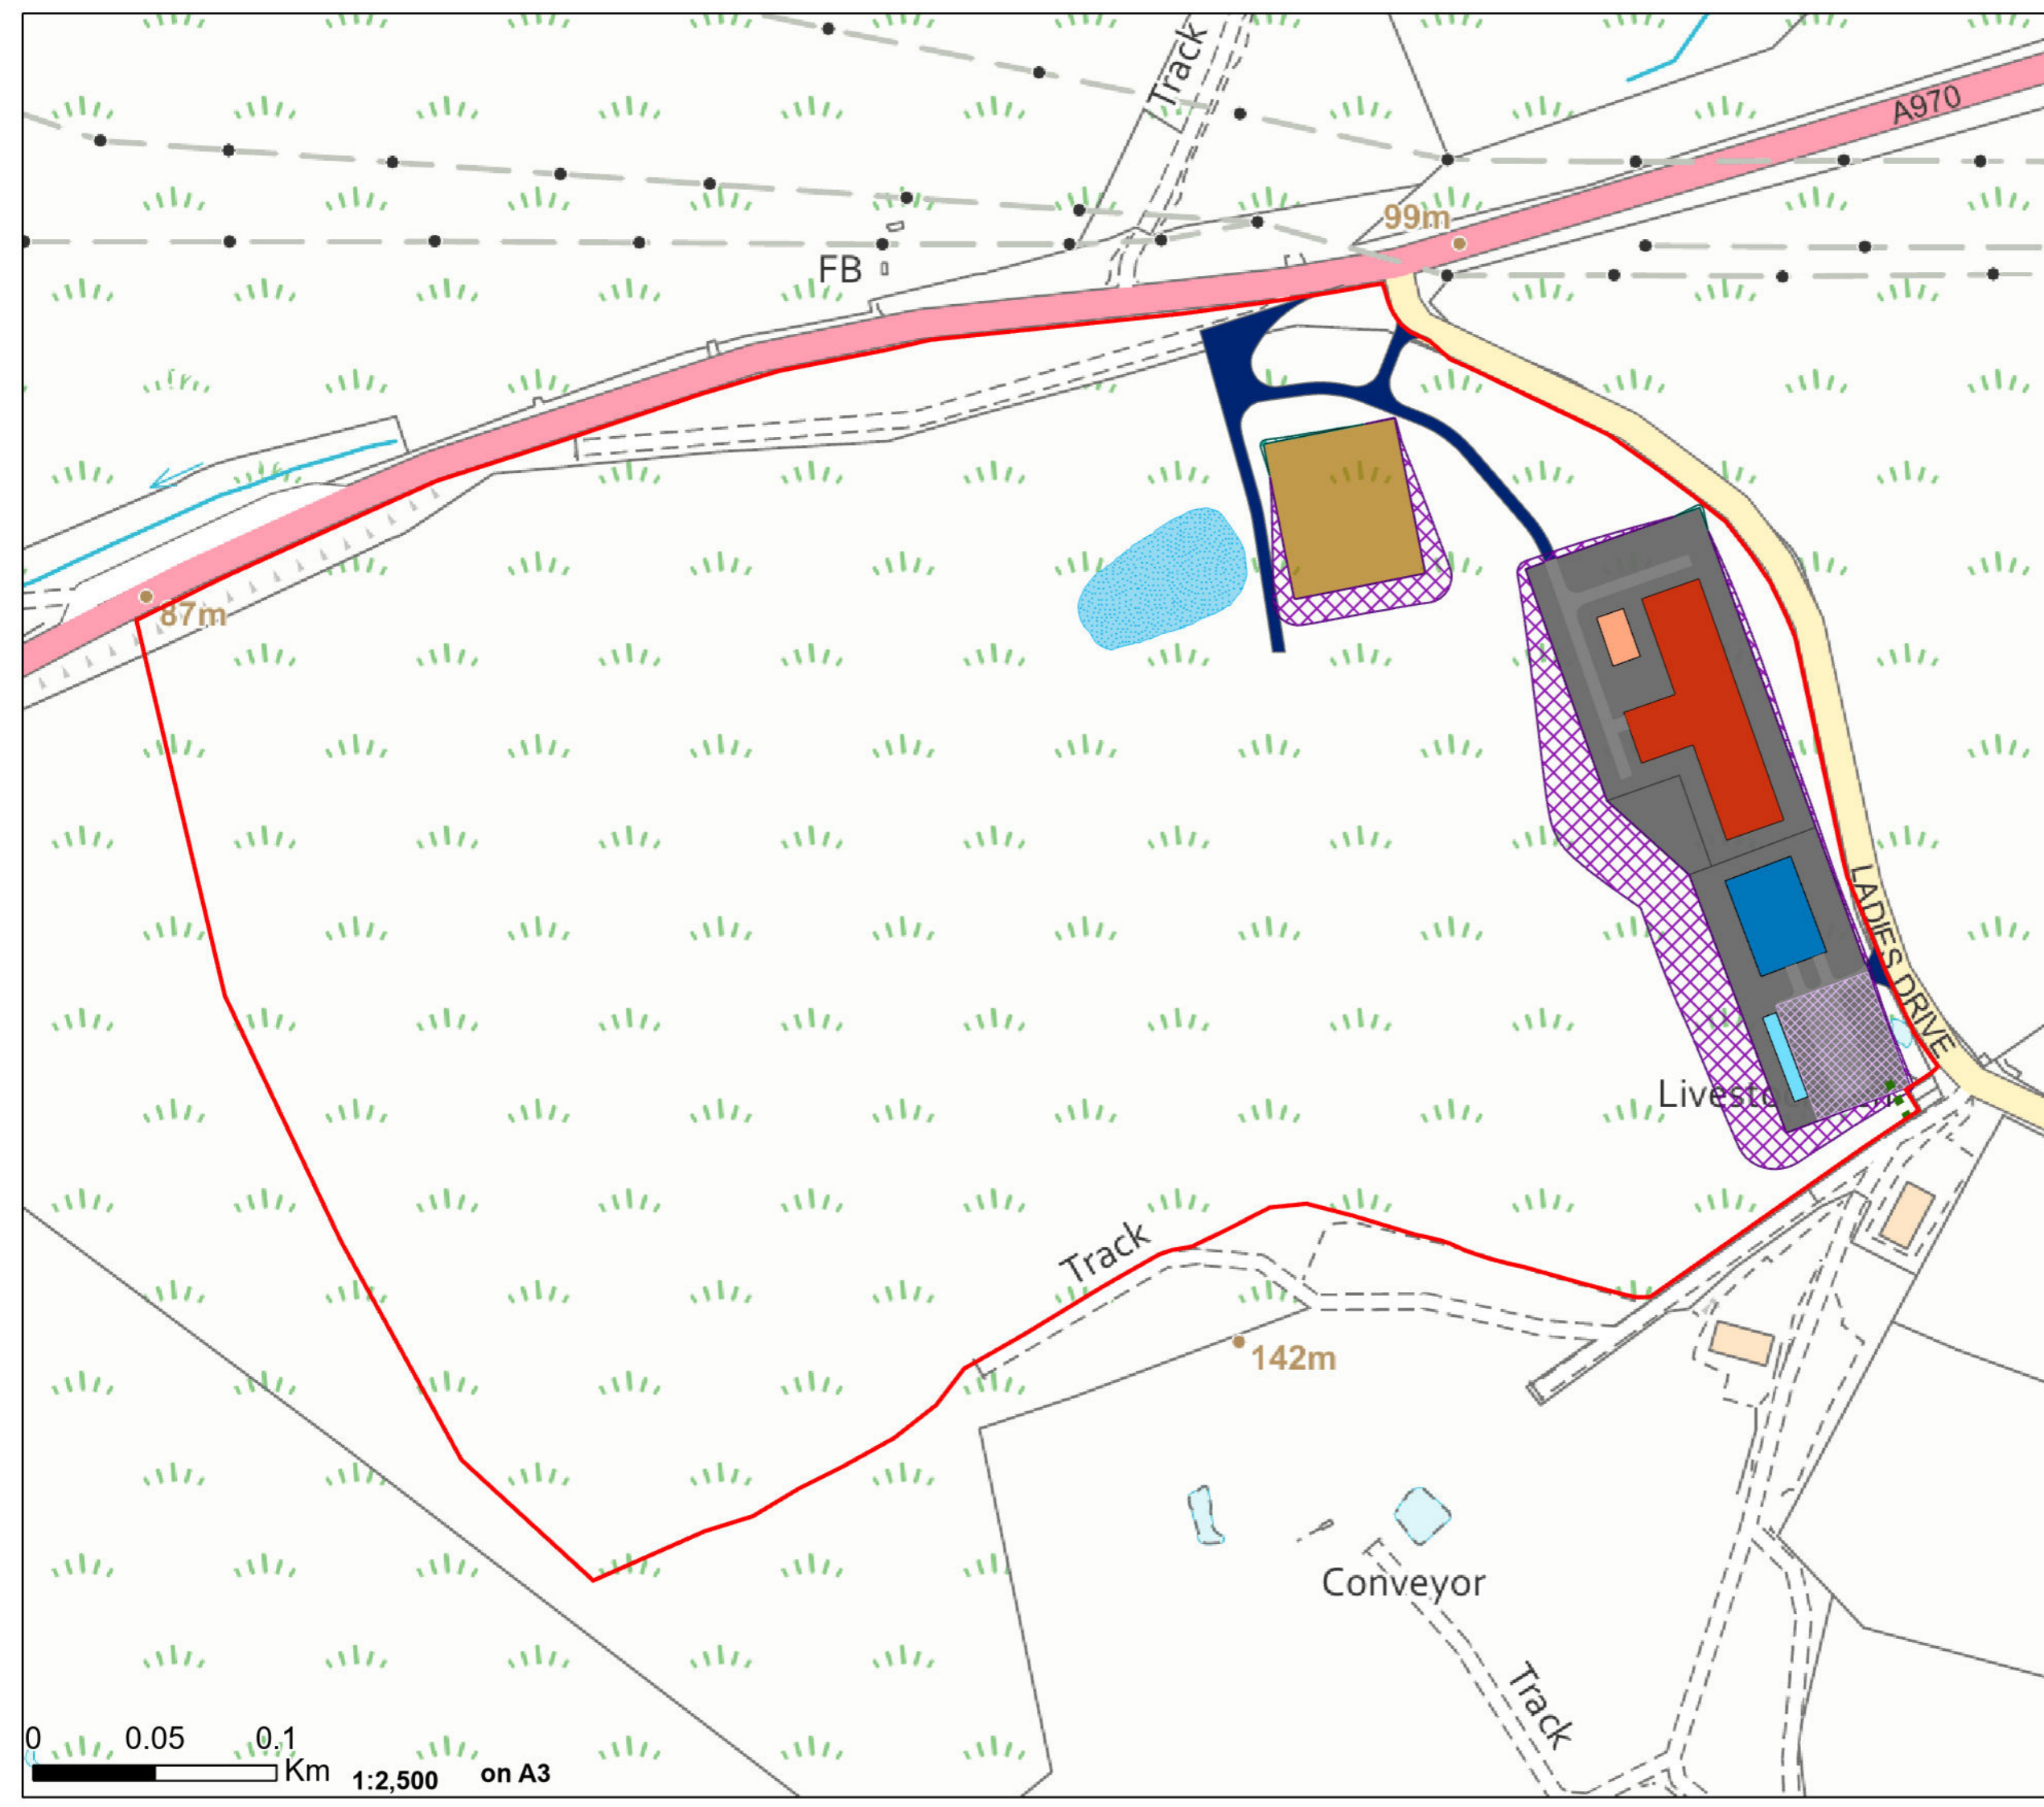 Track
A970
99m
FB
87m
LADIES DRIVE
Track
142m
Conveyor
Track
0 0.05 0.1
Km 1:2,500 on A3